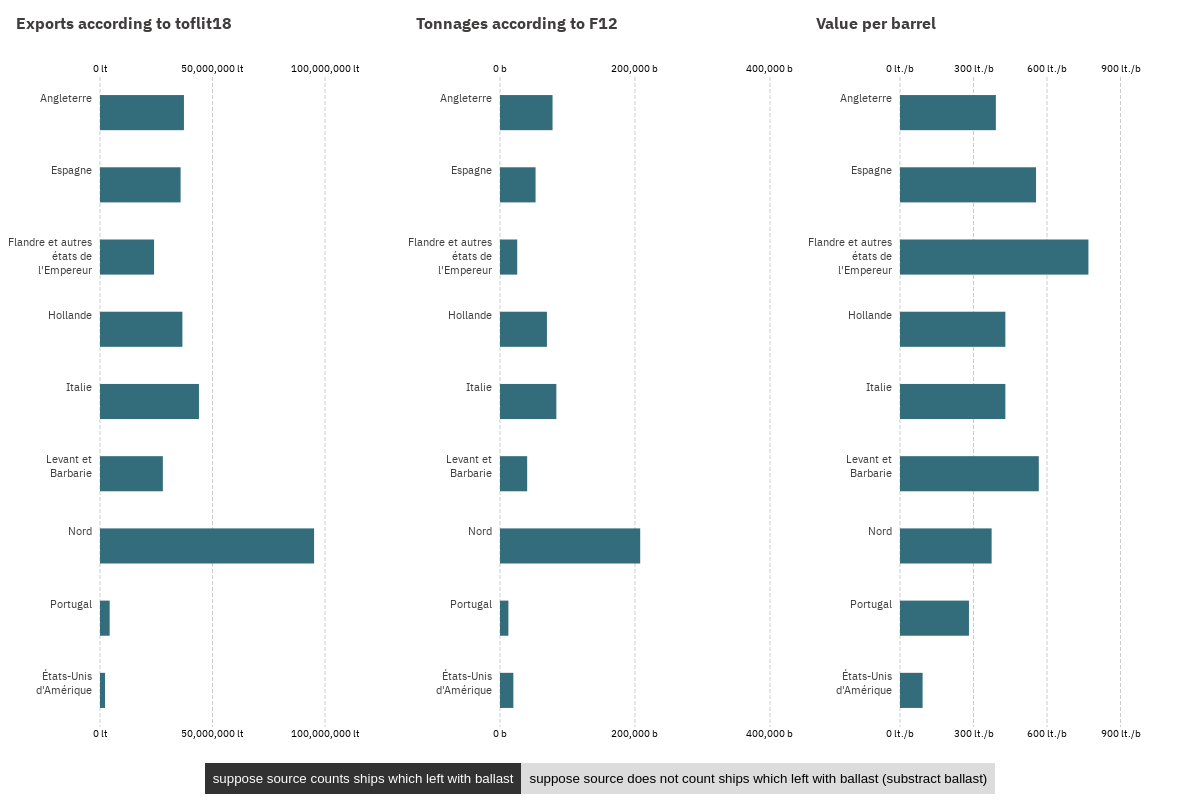 Exports according to toflit18
0 lt 50,000,000 lt 100,000,000 lt
Angleterre
Espagne
Flandre et autres
états de
l'Empereur
Hollande
Italie
Levant et
Barbarie
Nord
Portugal
États-Unis
d'Amérique
0 lt 50,000,000 lt 100,000,000 lt
Tonnages according to F12
0 b 200,000 b 400,000 b
Angleterre
Espagne
Flandre et autres
états de
l'Empereur
Hollande
Italie
Levant et
Barbarie
Nord
Portugal
États-Unis
d'Amérique
0 b 200,000 b 400,000 b
Value per barrel
0 lt./b 300 lt./b 600 lt./b 900 lt./b
Angleterre
Espagne
Flandre et autres
états de
l'Empereur
Hollande
Italie
Levant et
Barbarie
Nord
Portugal
États-Unis
d'Amérique
0 lt./b 300 lt./b 600 lt./b 900 lt./b
suppose source counts ships which left with ballast
suppose source does not count ships which left with ballast (substract ballast)